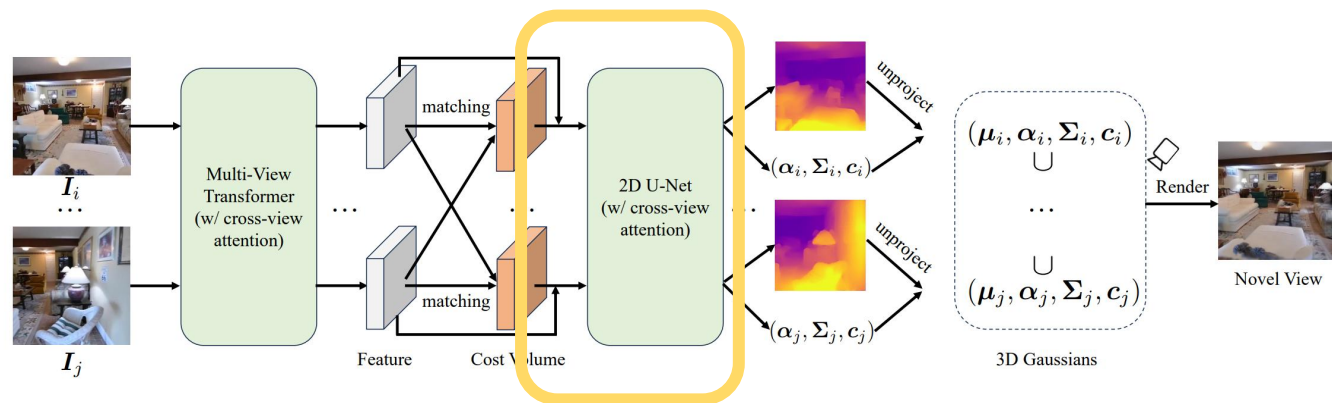 I_i
...
I_j
Multi-View
Transformer
(w/ cross-view
attention)
...
matching
matching
Feature
...
Cost Volume
2D U-Net
(w/ cross-view
attention)
...
unproject
(α_i, Σ_i, c_i)
unproject
(α_j, Σ_j, c_j)
(μ_i, α_i, Σ_i, c_i)
∪
...
∪
(μ_j, α_j, Σ_j, c_j)
3D Gaussians
Render
Novel View